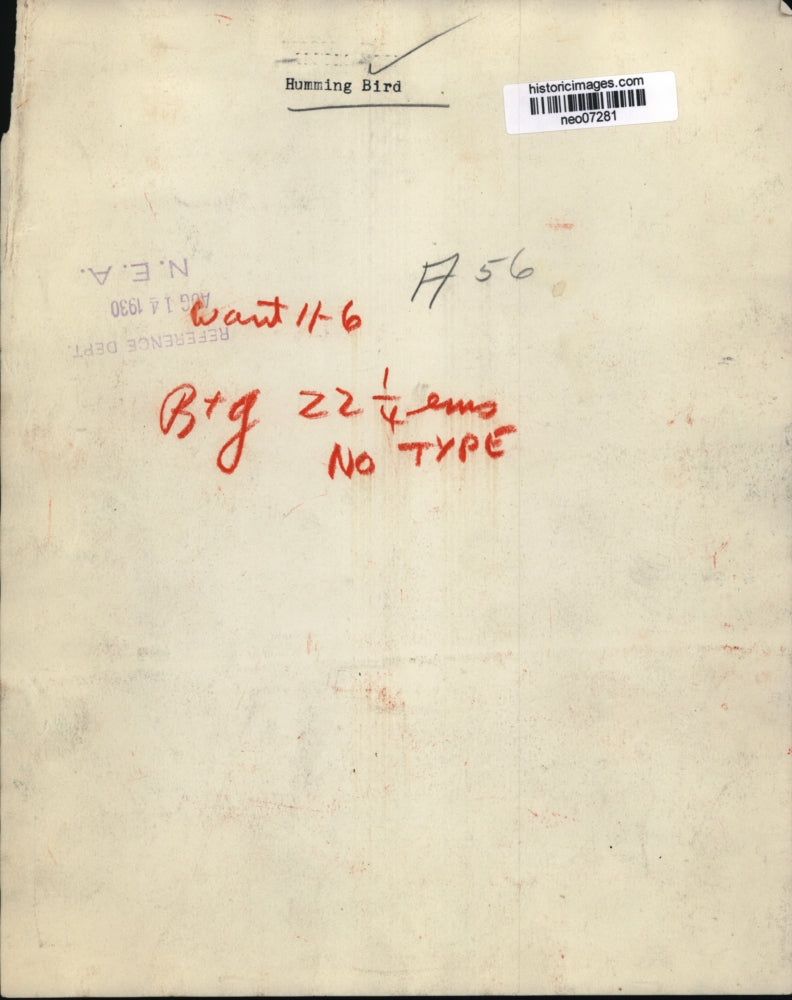 Humming Bird
historicimages.com
neo07281
A 56
N.E.A.
AUG 14 1930
REFERENCE DEPT.
want 11-6
B+g 22 1/4 ems
NO TYPE